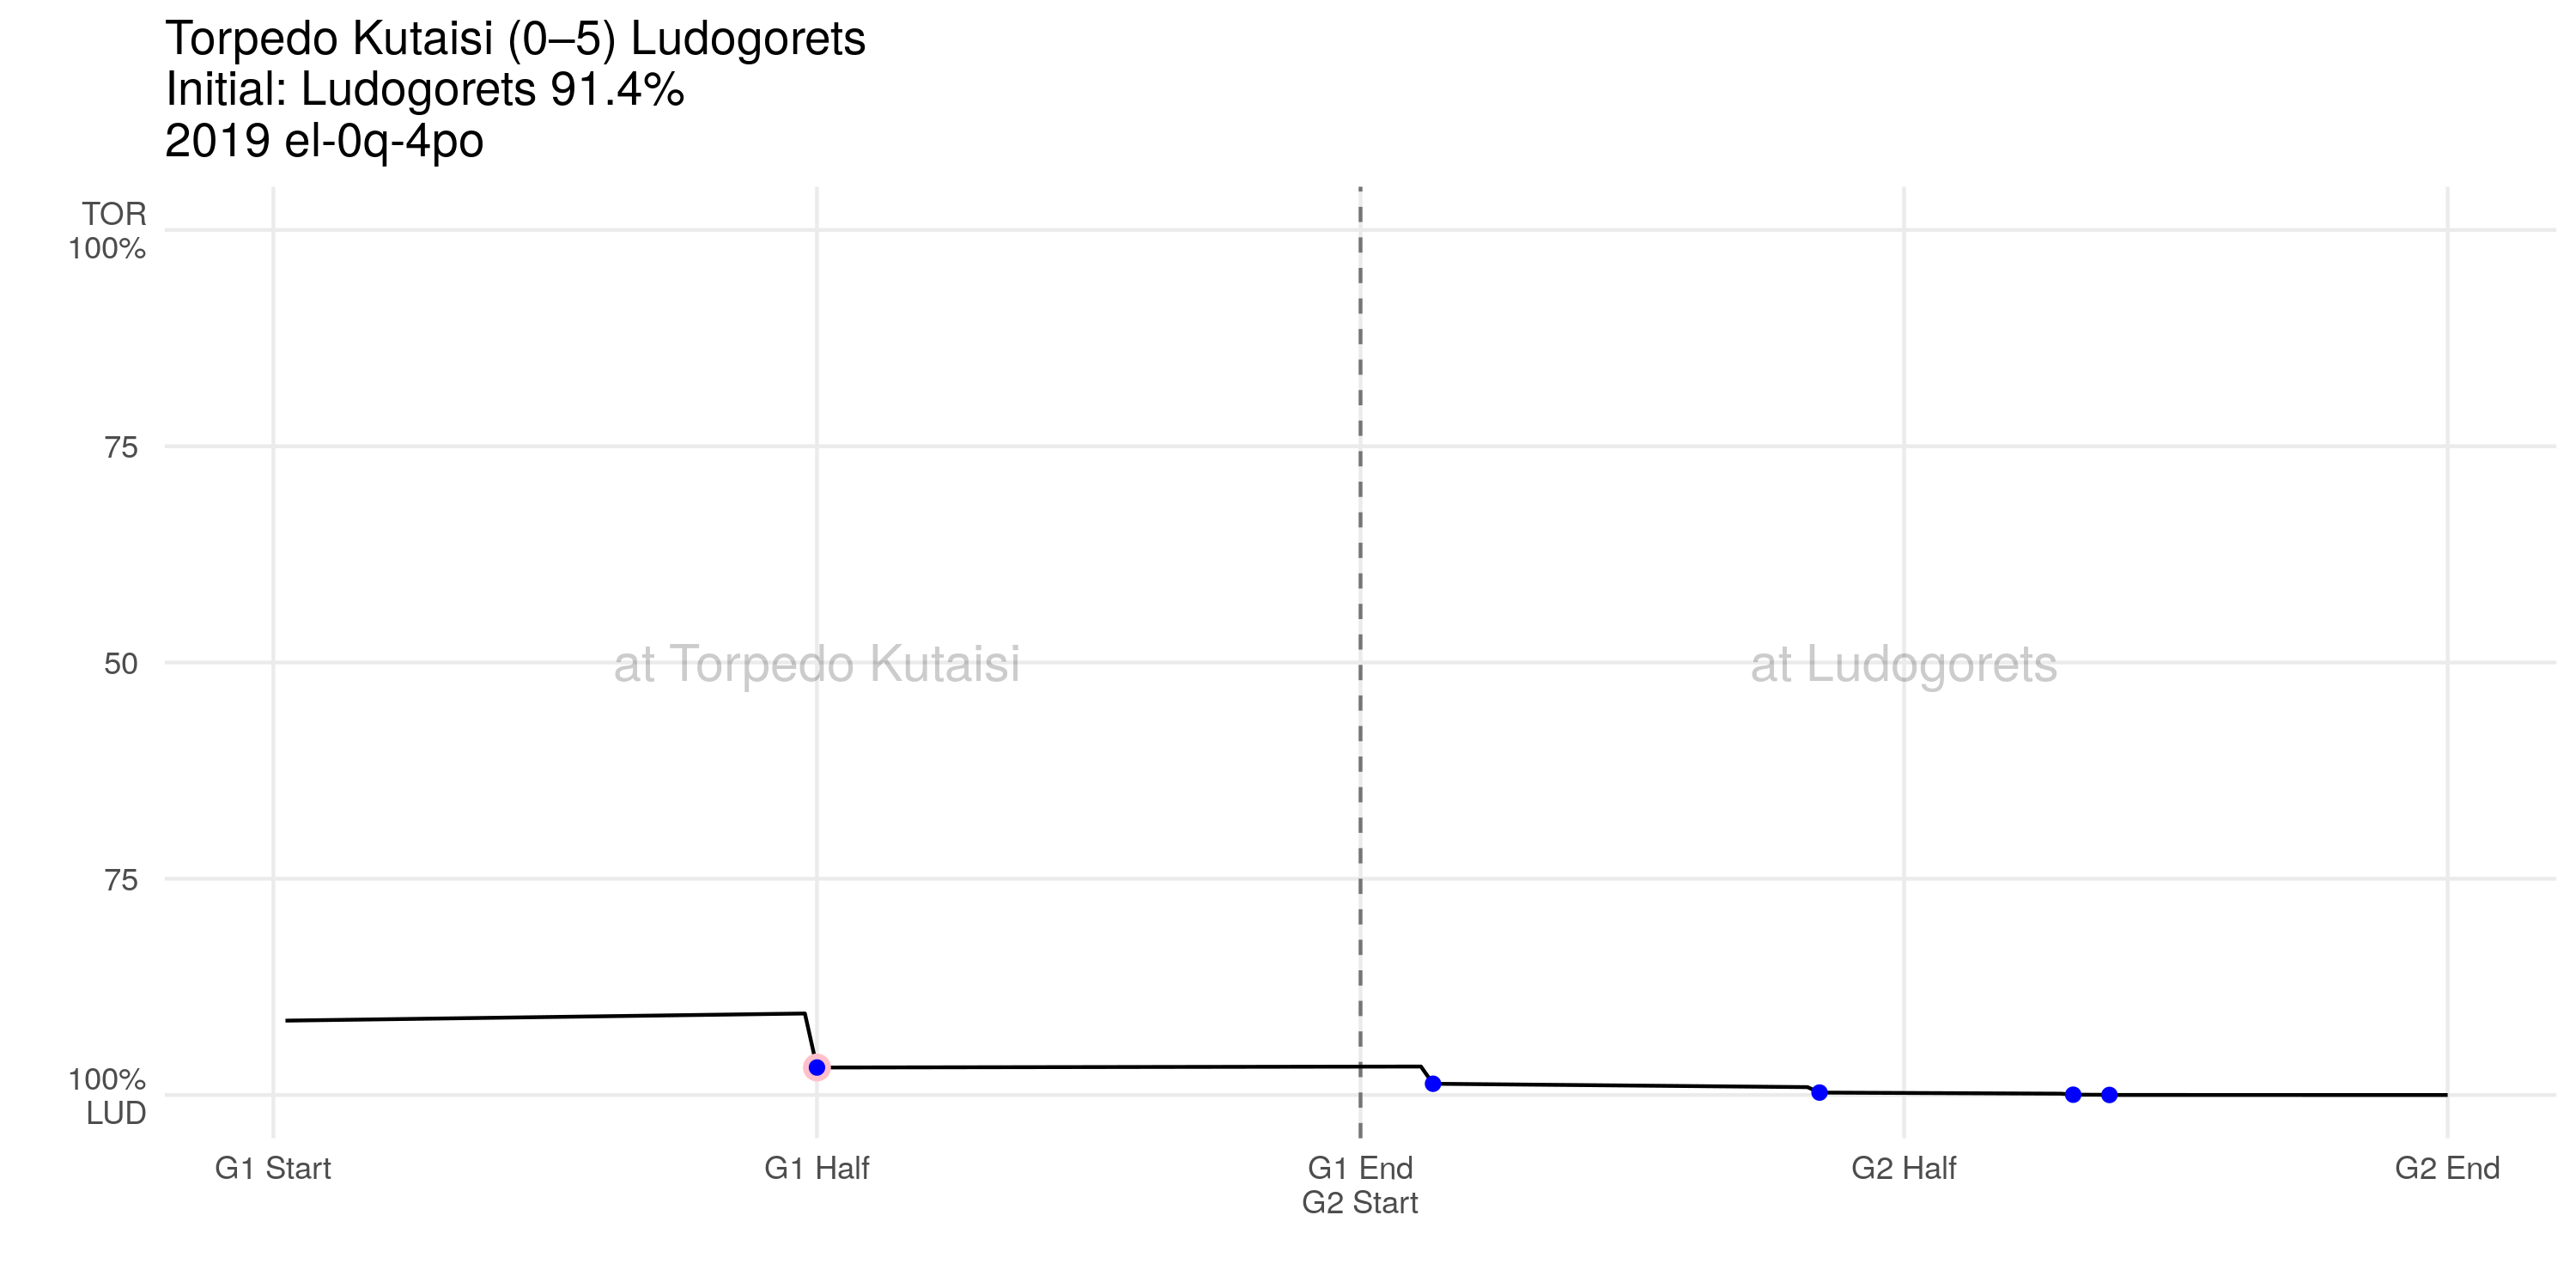 Torpedo Kutaisi (0–5) Ludogorets
Initial: Ludogorets 91.4%
2019 el-0q-4po
TOR
100%
75
50
at Torpedo Kutaisi
at Ludogorets
75
100%
LUD
G1 Start
G1 Half
G1 End
G2 Start
G2 Half
G2 End